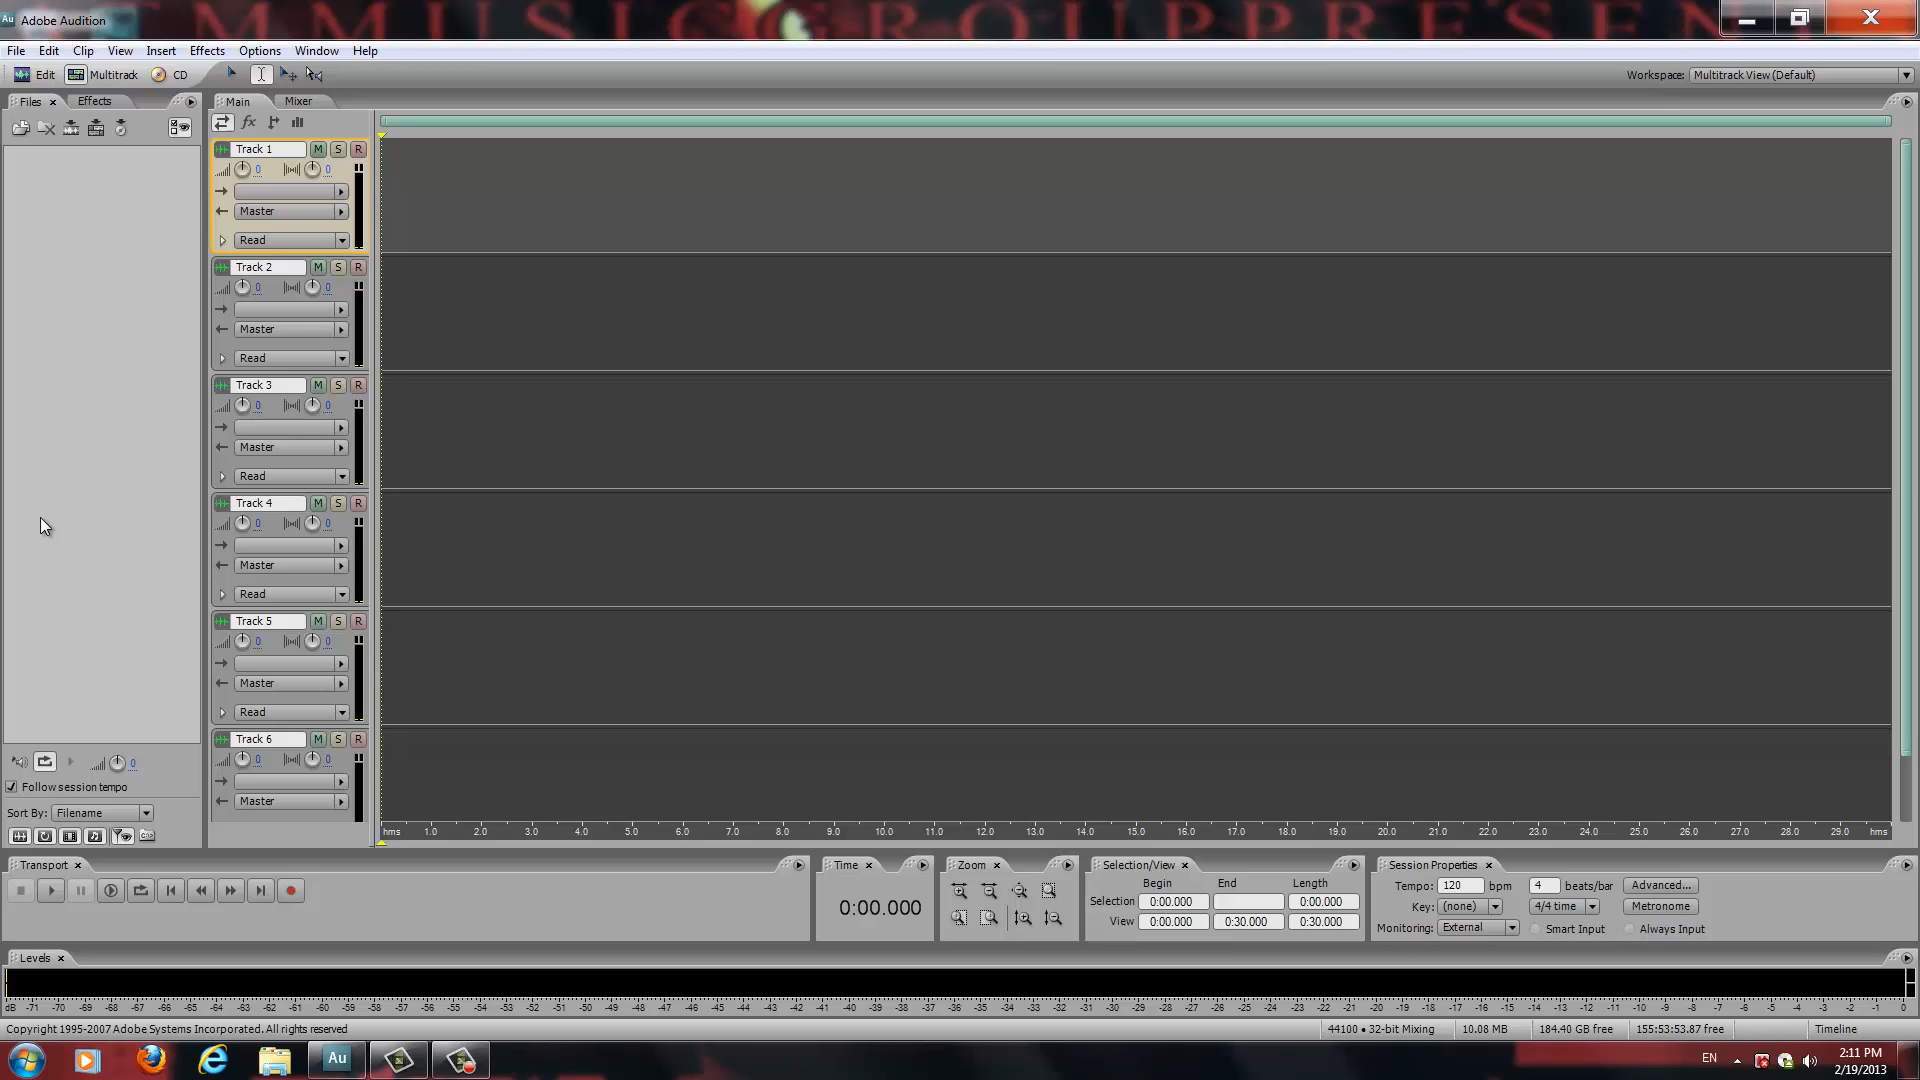 T M M U S I C G R O U P P R E S E N
Au Adobe Audition
File Edit Clip View Insert Effects Options Window Help
Edit Multitrack CD Workspace: Multitrack View (Default)
Files Effects Main Mixer
fx
Track 1 M S R
0 0
Master
Read
Track 2 M S R
0 0
Master
Read
Track 3 M S R
0 0
Master
Read
Track 4 M S R
0 0
Master
Read
Track 5 M S R
0 0
Master
Read
Track 6 M S R
0 0
Master
0
Follow session tempo
Sort By: Filename
hms 1.0 2.0 3.0 4.0 5.0 6.0 7.0 8.0 9.0 10.0 11.0 12.0 13.0 14.0 15.0 16.0 17.0 18.0 19.0 20.0 21.0 22.0 23.0 24.0 25.0 26.0 27.0 28.0 29.0 hms
Transport Time Zoom Selection/View Session Properties
Begin End Length
Selection 0:00.000 0:00.000
View 0:00.000 0:30.000 0:30.000
0:00.000
Tempo: 120 bpm 4 beats/bar Advanced...
Key: (none) 4/4 time Metronome
Monitoring: External Smart Input Always Input
Levels
dB -71 -70 -69 -68 -67 -66 -65 -64 -63 -62 -61 -60 -59 -58 -57 -56 -55 -54 -53 -52 -51 -50 -49 -48 -47 -46 -45 -44 -43 -42 -41 -40 -39 -38 -37 -36 -35 -34 -33 -32 -31 -30 -29 -28 -27 -26 -25 -24 -23 -22 -21 -20 -19 -18 -17 -16 -15 -14 -13 -12 -11 -10 -9 -8 -7 -6 -5 -4 -3 -2 -1 0
Copyright 1995-2007 Adobe Systems Incorporated. All rights reserved 44100 • 32-bit Mixing 10.08 MB 184.40 GB free 155:53:53.87 free Timeline
Au EN 2:11 PM
2/19/2013